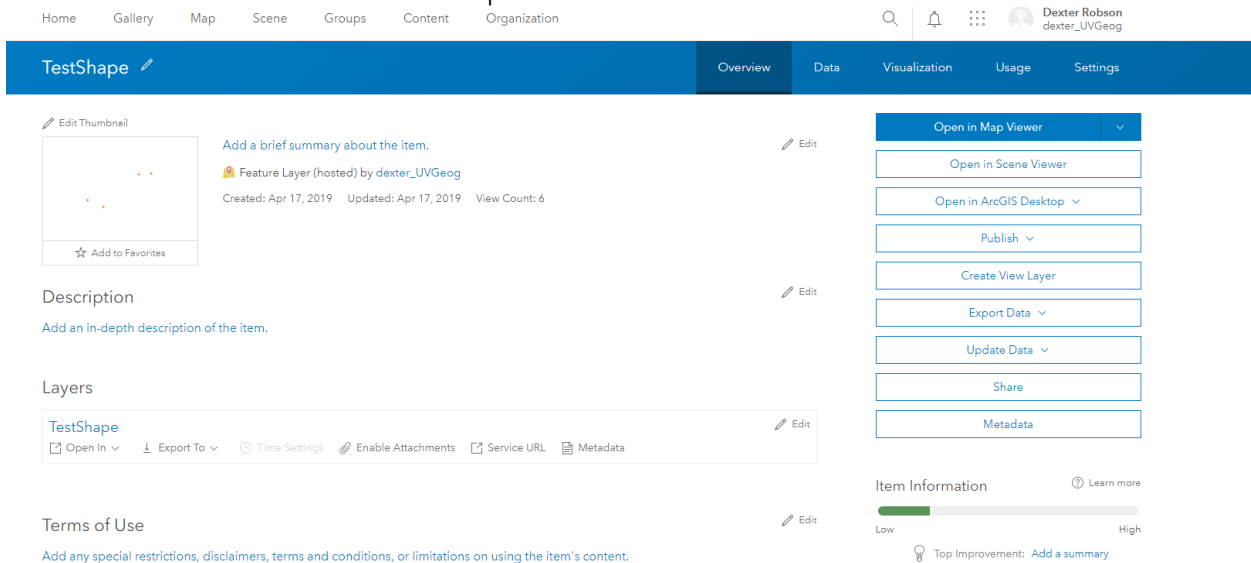 Home Gallery Map Scene Groups Content Organization Dexter Robson
dexter_UVGeog
TestShape Overview Data Visualization Usage Settings
Edit Thumbnail
Add a brief summary about the item.
Edit
Feature Layer (hosted) by dexter_UVGeog
Created: Apr 17, 2019 Updated: Apr 17, 2019 View Count: 6
Add to Favorites
Description
Edit
Add an in-depth description of the item.
Layers
TestShape
Edit
Open In Export To Time Settings Enable Attachments Service URL Metadata
Terms of Use
Edit
Add any special restrictions, disclaimers, terms and conditions, or limitations on using the item's content.
Open in Map Viewer
Open in Scene Viewer
Open in ArcGIS Desktop
Publish
Create View Layer
Export Data
Update Data
Share
Metadata
Item Information
Learn more
Low High
Top Improvement: Add a summary